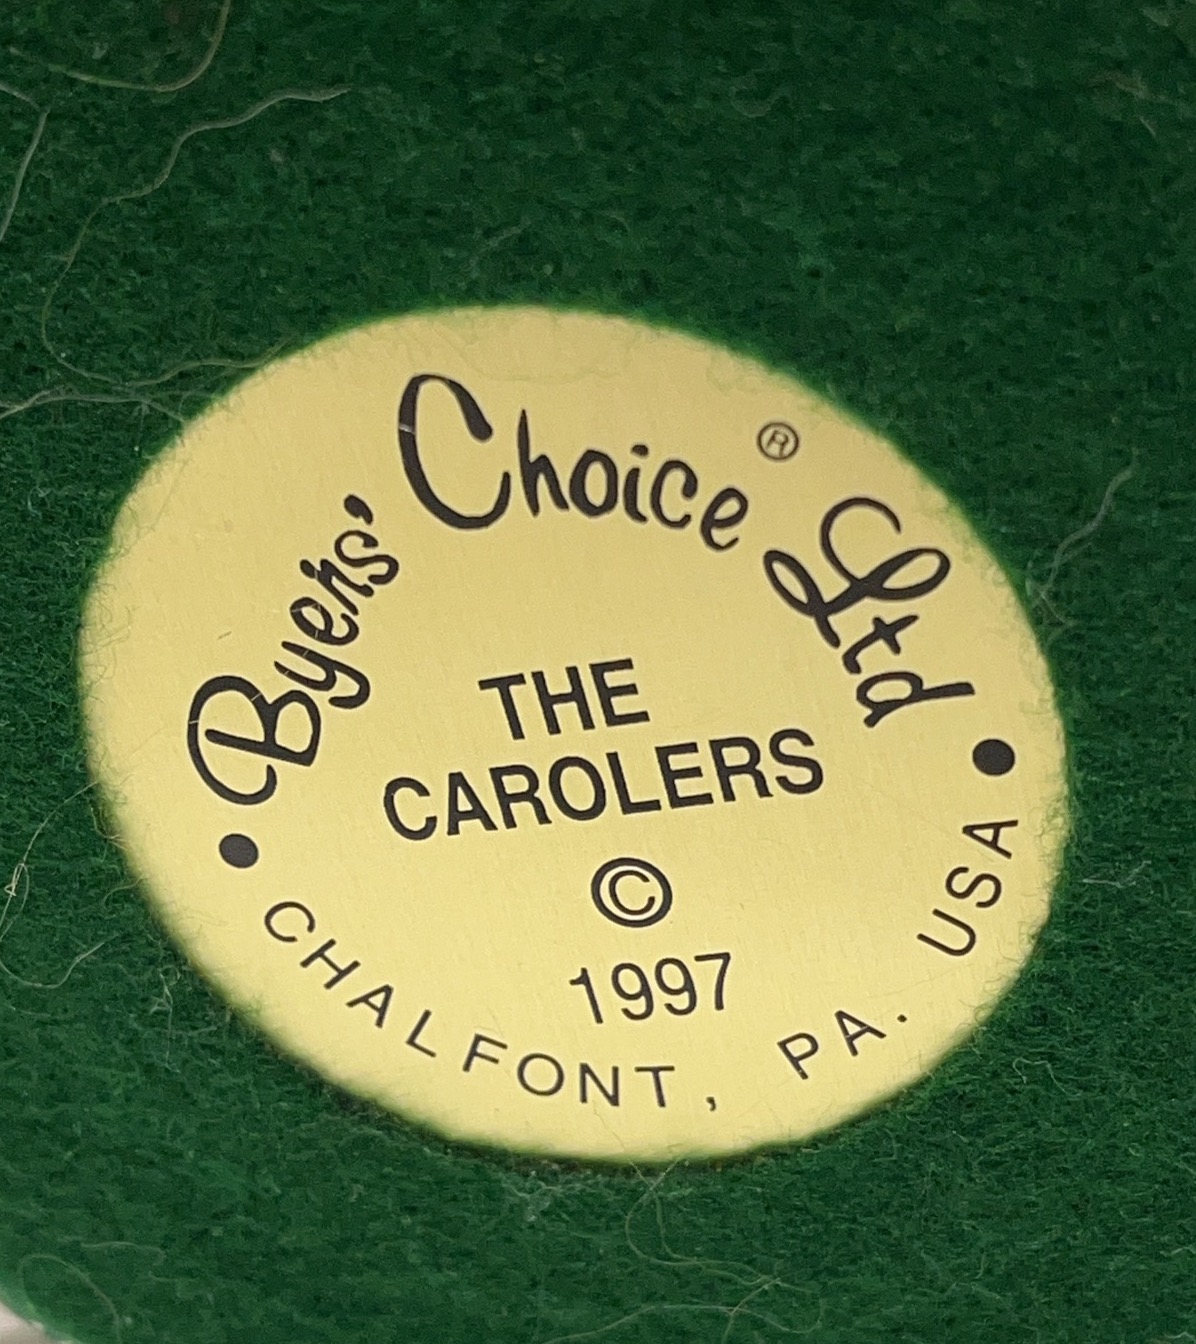 Byers' Choice® Ltd
THE
CAROLERS
©
1997
• CHALFONT, PA. USA •